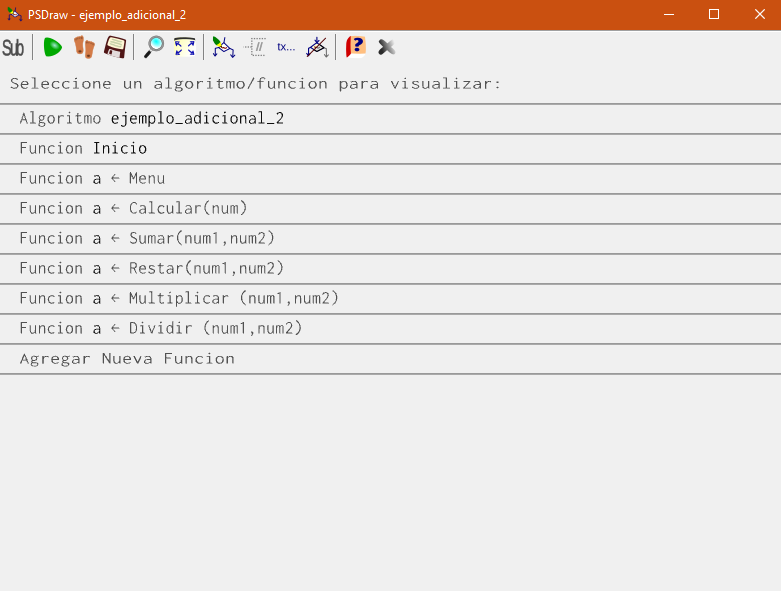 PSDraw - ejemplo_adicional_2
Sub // tx... ?
Seleccione un algoritmo/funcion para visualizar:
Algoritmo ejemplo_adicional_2
Funcion Inicio
Funcion a ← Menu
Funcion a ← Calcular(num)
Funcion a ← Sumar(num1,num2)
Funcion a ← Restar(num1,num2)
Funcion a ← Multiplicar (num1,num2)
Funcion a ← Dividir (num1,num2)
Agregar Nueva Funcion